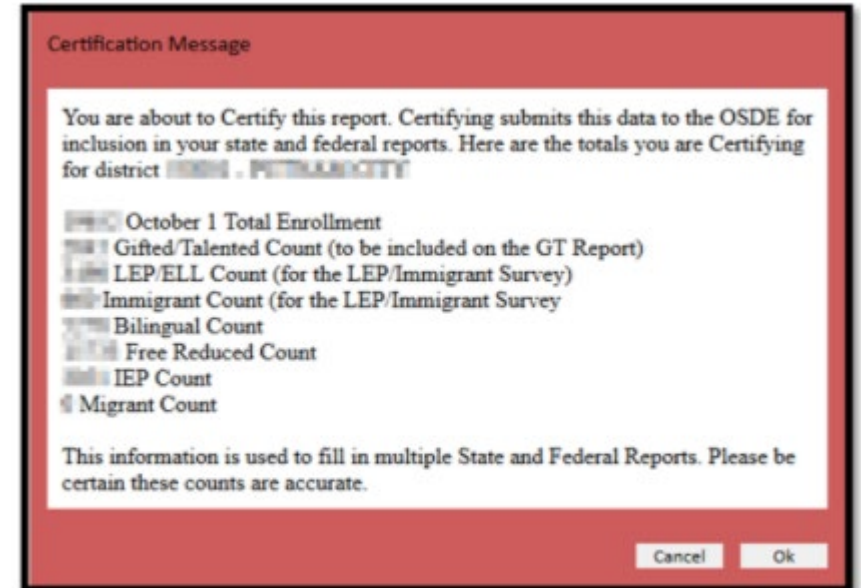 Certification Message
You are about to Certify this report. Certifying submits this data to the OSDE for
inclusion in your state and federal reports. Here are the totals you are Certifying
for district
October 1 Total Enrollment
Gifted/Talented Count (to be included on the GT Report)
LEP/ELL Count (for the LEP/Immigrant Survey)
Immigrant Count (for the LEP/Immigrant Survey
Bilingual Count
Free Reduced Count
IEP Count
Migrant Count
This information is used to fill in multiple State and Federal Reports. Please be
certain these counts are accurate.
Cancel Ok